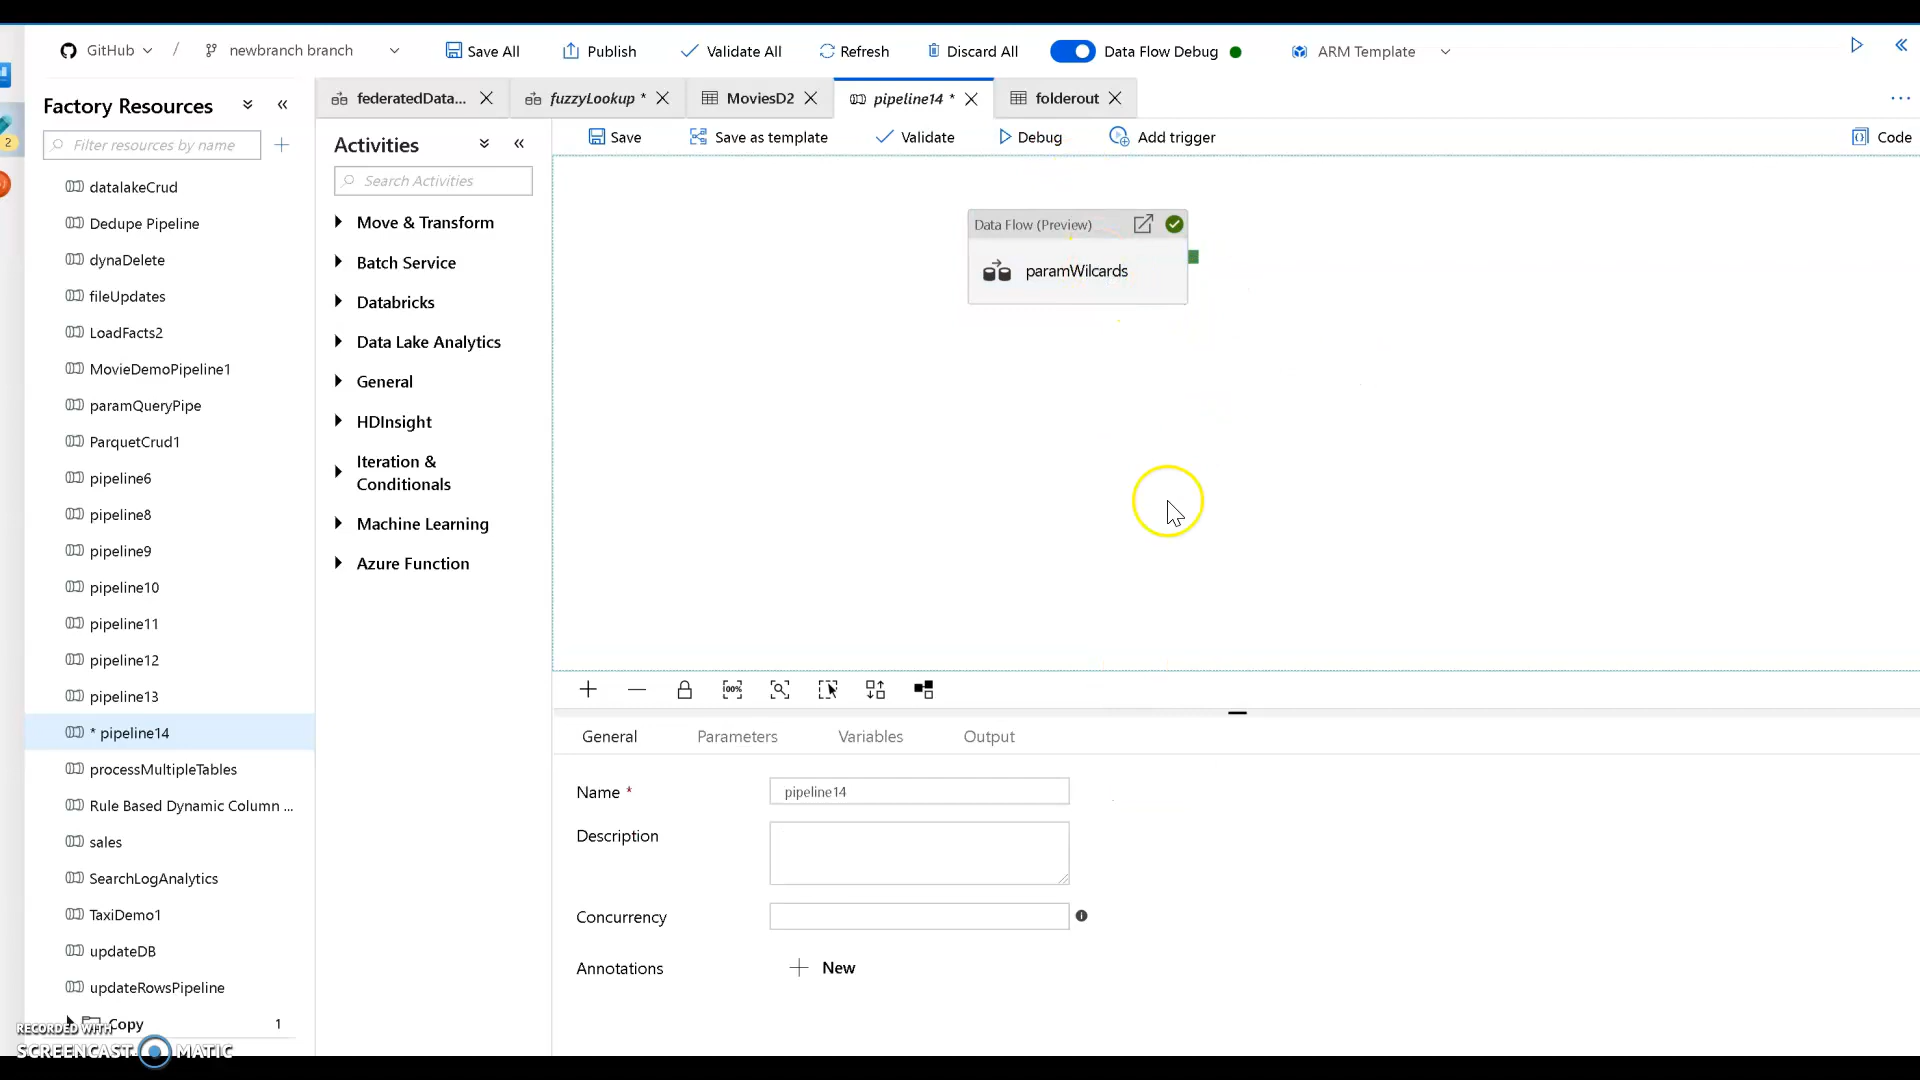 GitHub / newbranch branch Save All Publish Validate All Refresh Discard All Data Flow Debug ARM Template
Factory Resources
Filter resources by name
datalakeCrud
Dedupe Pipeline
dynaDelete
fileUpdates
LoadFacts2
MovieDemoPipeline1
paramQueryPipe
ParquetCrud1
pipeline6
pipeline8
pipeline9
pipeline10
pipeline11
pipeline12
pipeline13
* pipeline14
processMultipleTables
Rule Based Dynamic Column ...
sales
SearchLogAnalytics
TaxiDemo1
updateDB
updateRowsPipeline
Copy 1
2
federatedData... fuzzyLookup * MoviesD2 pipeline14 * folderout
Activities
Search Activities
Move & Transform
Batch Service
Databricks
Data Lake Analytics
General
HDInsight
Iteration &
Conditionals
Machine Learning
Azure Function
Save Save as template Validate Debug Add trigger Code
Data Flow (Preview)
paramWilcards
100%
General Parameters Variables Output
Name * pipeline14
Description
Concurrency
Annotations New
RECORDED WITH
SCREENCAST MATIC